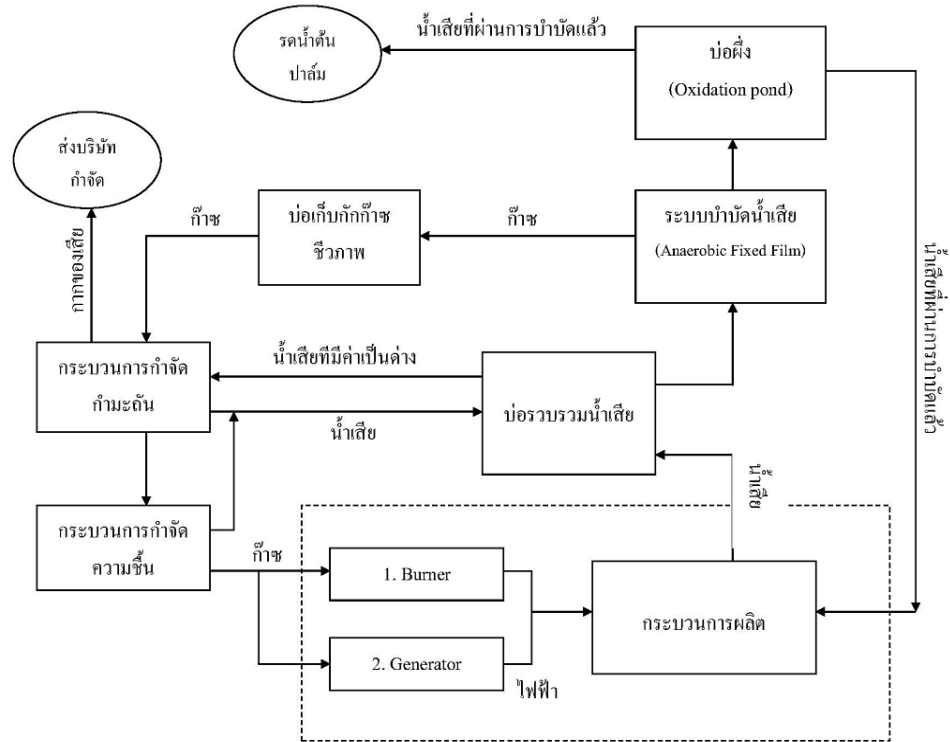 รดน้ำต้น
ปาล์ม
น้ำเสียที่ผ่านการบำบัดแล้ว
บ่อผึ่ง
(Oxidation pond)
ส่งบริษัท
กำจัด
ก๊าซ
บ่อเก็บกักก๊าซ
ชีวภาพ
ก๊าซ
ระบบบำบัดน้ำเสีย
(Anaerobic Fixed Film)
กากของเสีย
น้ำเสียที่ผ่านการบำบัดแล้ว
กระบวนการกำจัด
กำมะถัน
น้ำเสียที่มีค่าเป็นด่าง
น้ำเสีย
บ่อรวบรวมน้ำเสีย
น้ำเสีย
กระบวนการกำจัด
ความชื้น
ก๊าซ
1. Burner
2. Generator
ไฟฟ้า
กระบวนการผลิต